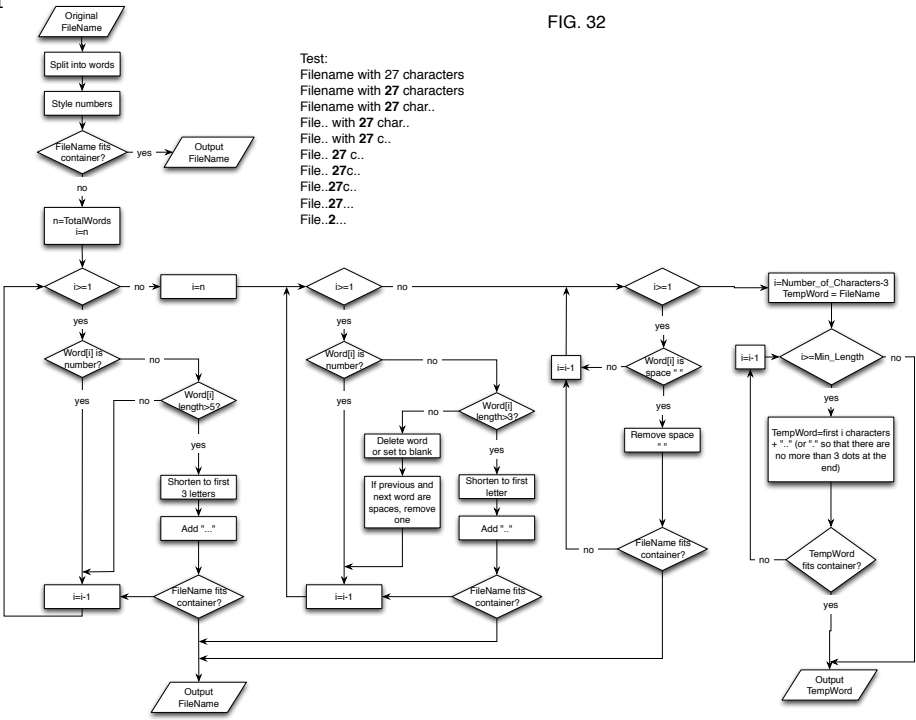 FIG. 32
Original
FileName
Split into words
Style numbers
FileName fits
container?
yes
Output
FileName
no
n=TotalWords
i=n
Test:
Filename with 27 characters
Filename with 27 characters
Filename with 27 char..
File.. with 27 char..
File.. with 27 c..
File.. 27 c..
File.. 27c..
File..27c..
File..27...
File..2...
i>=1
no
i=n
yes
Word[i] is
number?
no
yes
Word[i]
length>5?
no
yes
Shorten to first
3 letters
Add "..."
FileName fits
container?
i=i-1
i>=1
no
yes
Word[i] is
number?
no
yes
Word[i]
length>3?
no
Delete word
or set to blank
If previous and
next word are
spaces, remove
one
yes
Shorten to first
letter
Add ".."
FileName fits
container?
i=i-1
i>=1
yes
Word[i] is
space " "
no
i=i-1
yes
Remove space
" "
FileName fits
container?
no
Output
FileName
i=Number_of_Characters-3
TempWord = FileName
i>=Min_Length
no
i=i-1
yes
TempWord=first i characters
+ ".." (or "." so that there are
no more than 3 dots at the
end)
TempWord
fits container?
no
yes
Output
TempWord